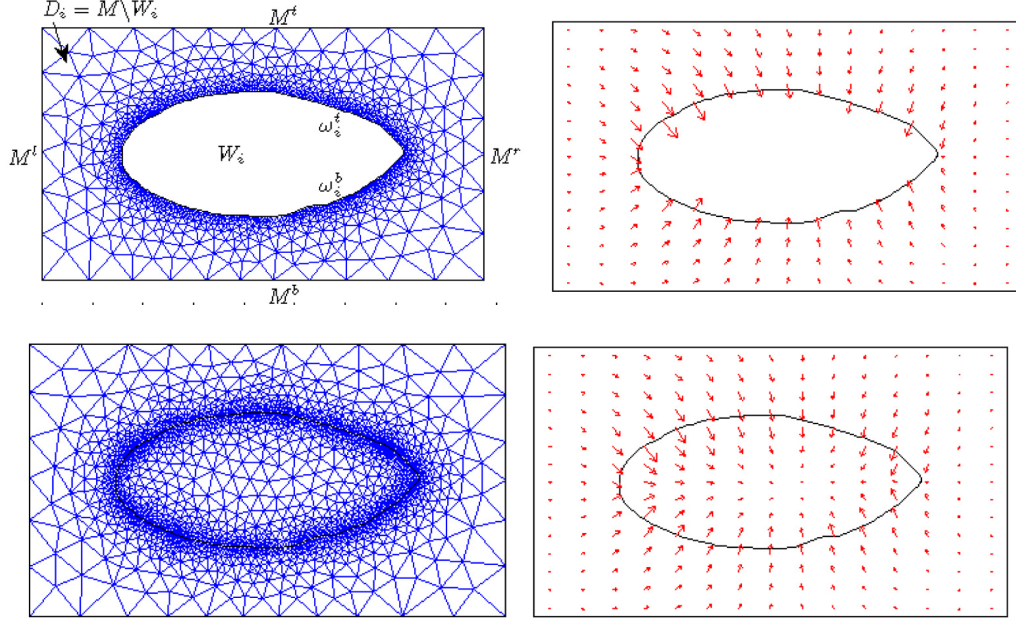 D_i = M\W_i
M^t
ω_i^t
M^l
W_i
M^r
ω_i^b
M^b